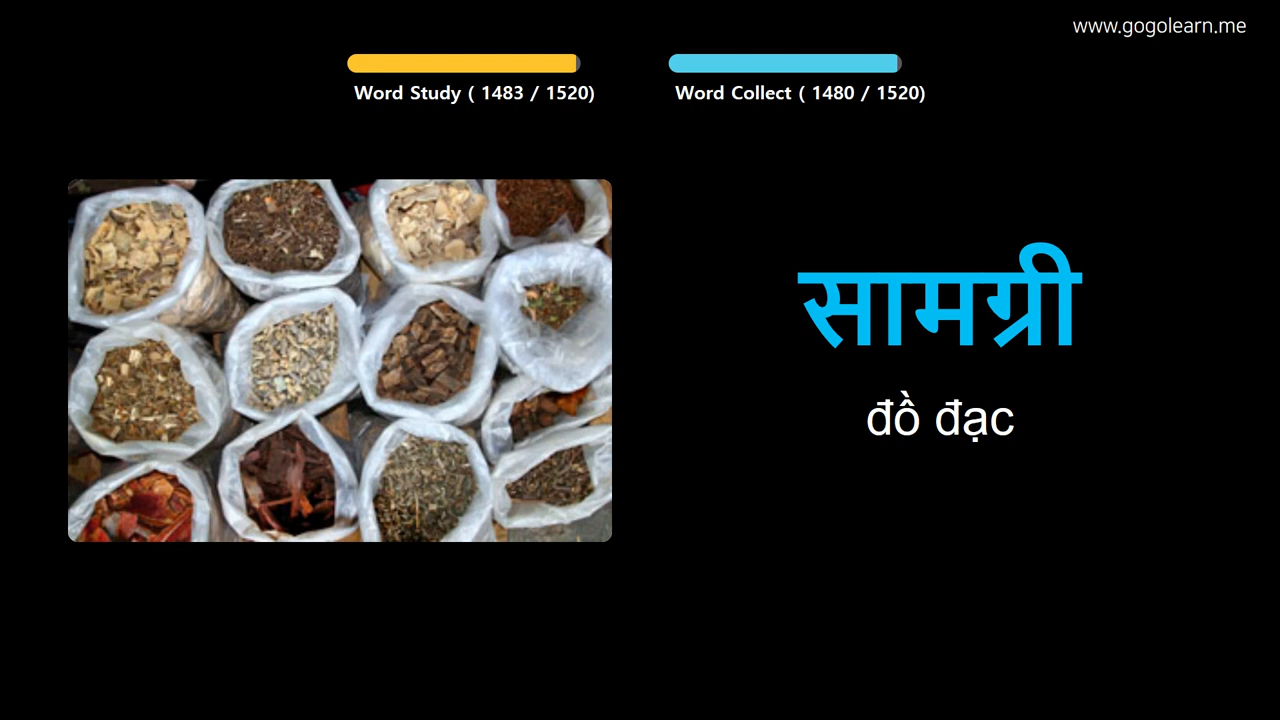 www.gogolearn.me
Word Study ( 1483 / 1520)
Word Collect ( 1480 / 1520)
सामग्री
đồ đạc